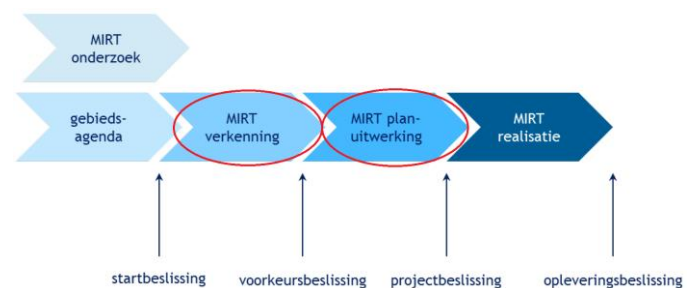 MIRT
onderzoek
gebieds-
agenda
MIRT
verkenning
MIRT plan-
uitwerking
MIRT
realisatie
startbeslissing
voorkeursbeslissing
projectbeslissing
opleveringsbeslissing